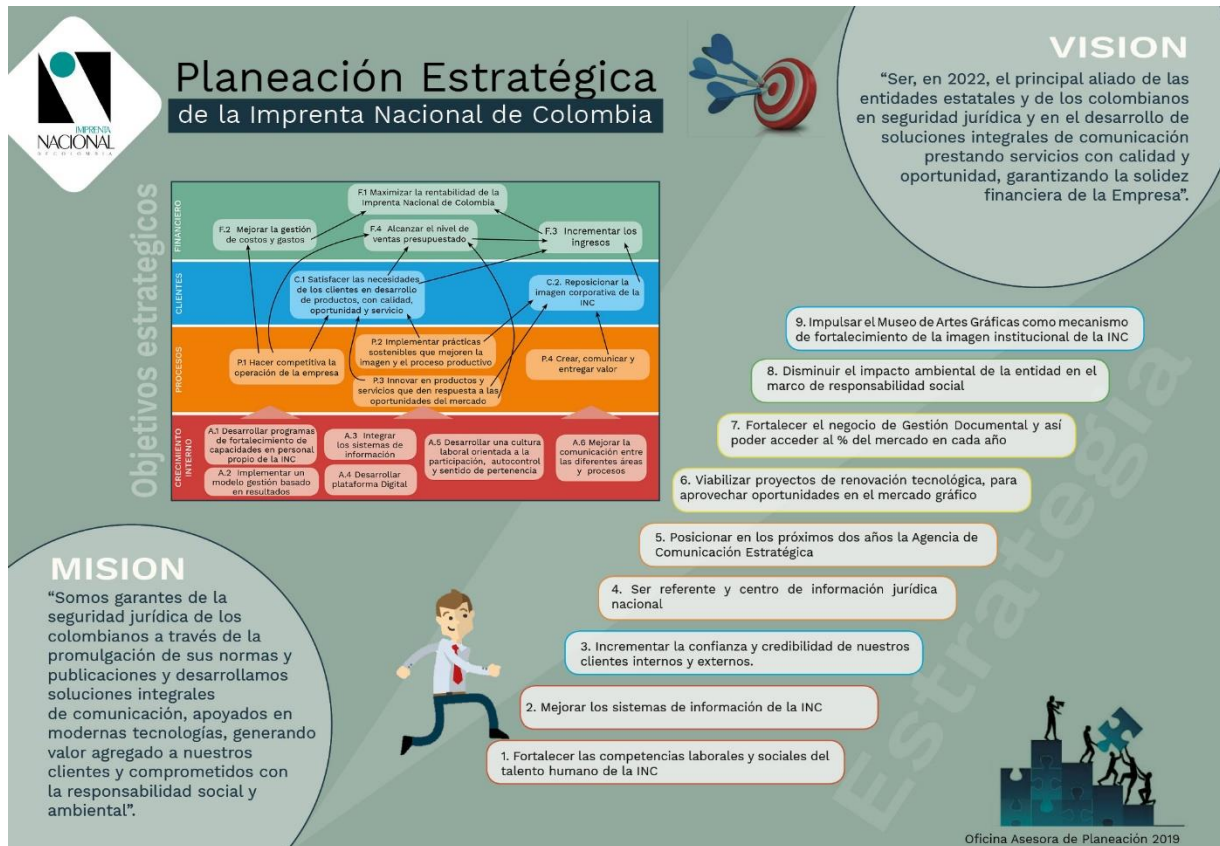 IMPRENTA
NACIONAL
DE COLOMBIA
Planeación Estratégica
de la Imprenta Nacional de Colombia
VISION
“Ser, en 2022, el principal aliado de las
entidades estatales y de los colombianos
en seguridad jurídica y en el desarrollo de
soluciones integrales de comunicación
prestando servicios con calidad y
oportunidad, garantizando la solidez
financiera de la Empresa”.
Objetivos estrategicos
FINANCIERO
F.1 Maximizar la rentabilidad de la
Imprenta Nacional de Colombia
F.2 Mejorar la gestión
de costos y gastos
F.4 Alcanzar el nivel de
ventas presupuestado
F.3 Incrementar los
ingresos
CLIENTES
C.1 Satisfacer las necesidades
de los clientes en desarrollo
de productos, con calidad,
oportunidad y servicio
C.2. Reposicionar la
imagen corporativa de la
INC
PROCESOS
P.1 Hacer competitiva la
operación de la empresa
P.2 Implementar prácticas
sostenibles que mejoren la
imagen y el proceso productivo
P.3 Innovar en productos y
servicios que den respuesta a las
oportunidades del mercado
P.4 Crear, comunicar y
entregar valor
CRECIMIENTO
INTERNO
A.1 Desarrollar programas
de fortalecimiento de
capacidades en personal
propio de la INC
A.2 Implementar un
modelo gestión basado
en resultados
A.3 Integrar
los sistemas de
información
A.4 Desarrollar
plataforma Digital
A.5 Desarrollar una cultura
laboral orientada a la
participación, autocontrol
y sentido de pertenencia
A.6 Mejorar la
comunicación entre
las diferentes áreas
y procesos
9. Impulsar el Museo de Artes Gráficas como mecanismo
de fortalecimiento de la imagen institucional de la INC
8. Disminuir el impacto ambiental de la entidad en el
marco de responsabilidad social
7. Fortalecer el negocio de Gestión Documental y así
poder acceder al % del mercado en cada año
6. Viabilizar proyectos de renovación tecnológica, para
aprovechar oportunidades en el mercado gráfico
5. Posicionar en los próximos dos años la Agencia de
Comunicación Estratégica
4. Ser referente y centro de información jurídica
nacional
3. Incrementar la confianza y credibilidad de nuestros
clientes internos y externos.
2. Mejorar los sistemas de información de la INC
1. Fortalecer las competencias laborales y sociales del
talento humano de la INC
Estrategia
MISION
“Somos garantes de la
seguridad jurídica de los
colombianos a través de la
promulgación de sus normas y
publicaciones y desarrollamos
soluciones integrales
de comunicación, apoyados en
modernas tecnologías, generando
valor agregado a nuestros
clientes y comprometidos con
la responsabilidad social y
ambiental”.
Oficina Asesora de Planeación 2019